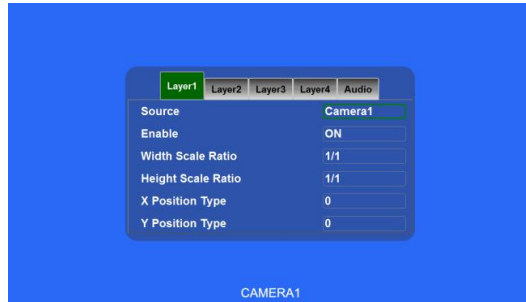 Layer1 Layer2 Layer3 Layer4 Audio
Source Camera1
Enable ON
Width Scale Ratio 1/1
Height Scale Ratio 1/1
X Position Type 0
Y Position Type 0
CAMERA1